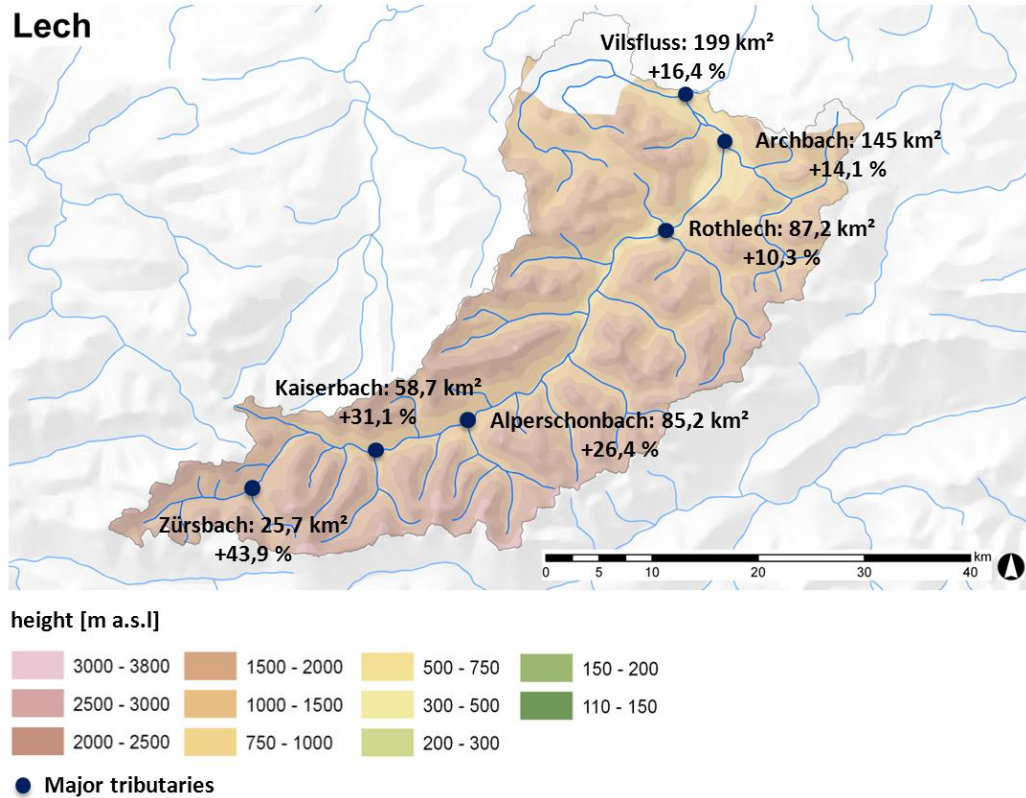 Lech
Vilsfluss: 199 km²
+16,4 %
Archbach: 145 km²
+14,1 %
Rothlech: 87,2 km²
+10,3 %
Kaiserbach: 58,7 km²
+31,1 %
Alperschonbach: 85,2 km²
+26,4 %
Zürsbach: 25,7 km²
+43,9 %
km
0 5 10 20 30 40
height [m a.s.l]
3000 - 3800 1500 - 2000 500 - 750 150 - 200
2500 - 3000 1000 - 1500 300 - 500 110 - 150
2000 - 2500 750 - 1000 200 - 300
Major tributaries